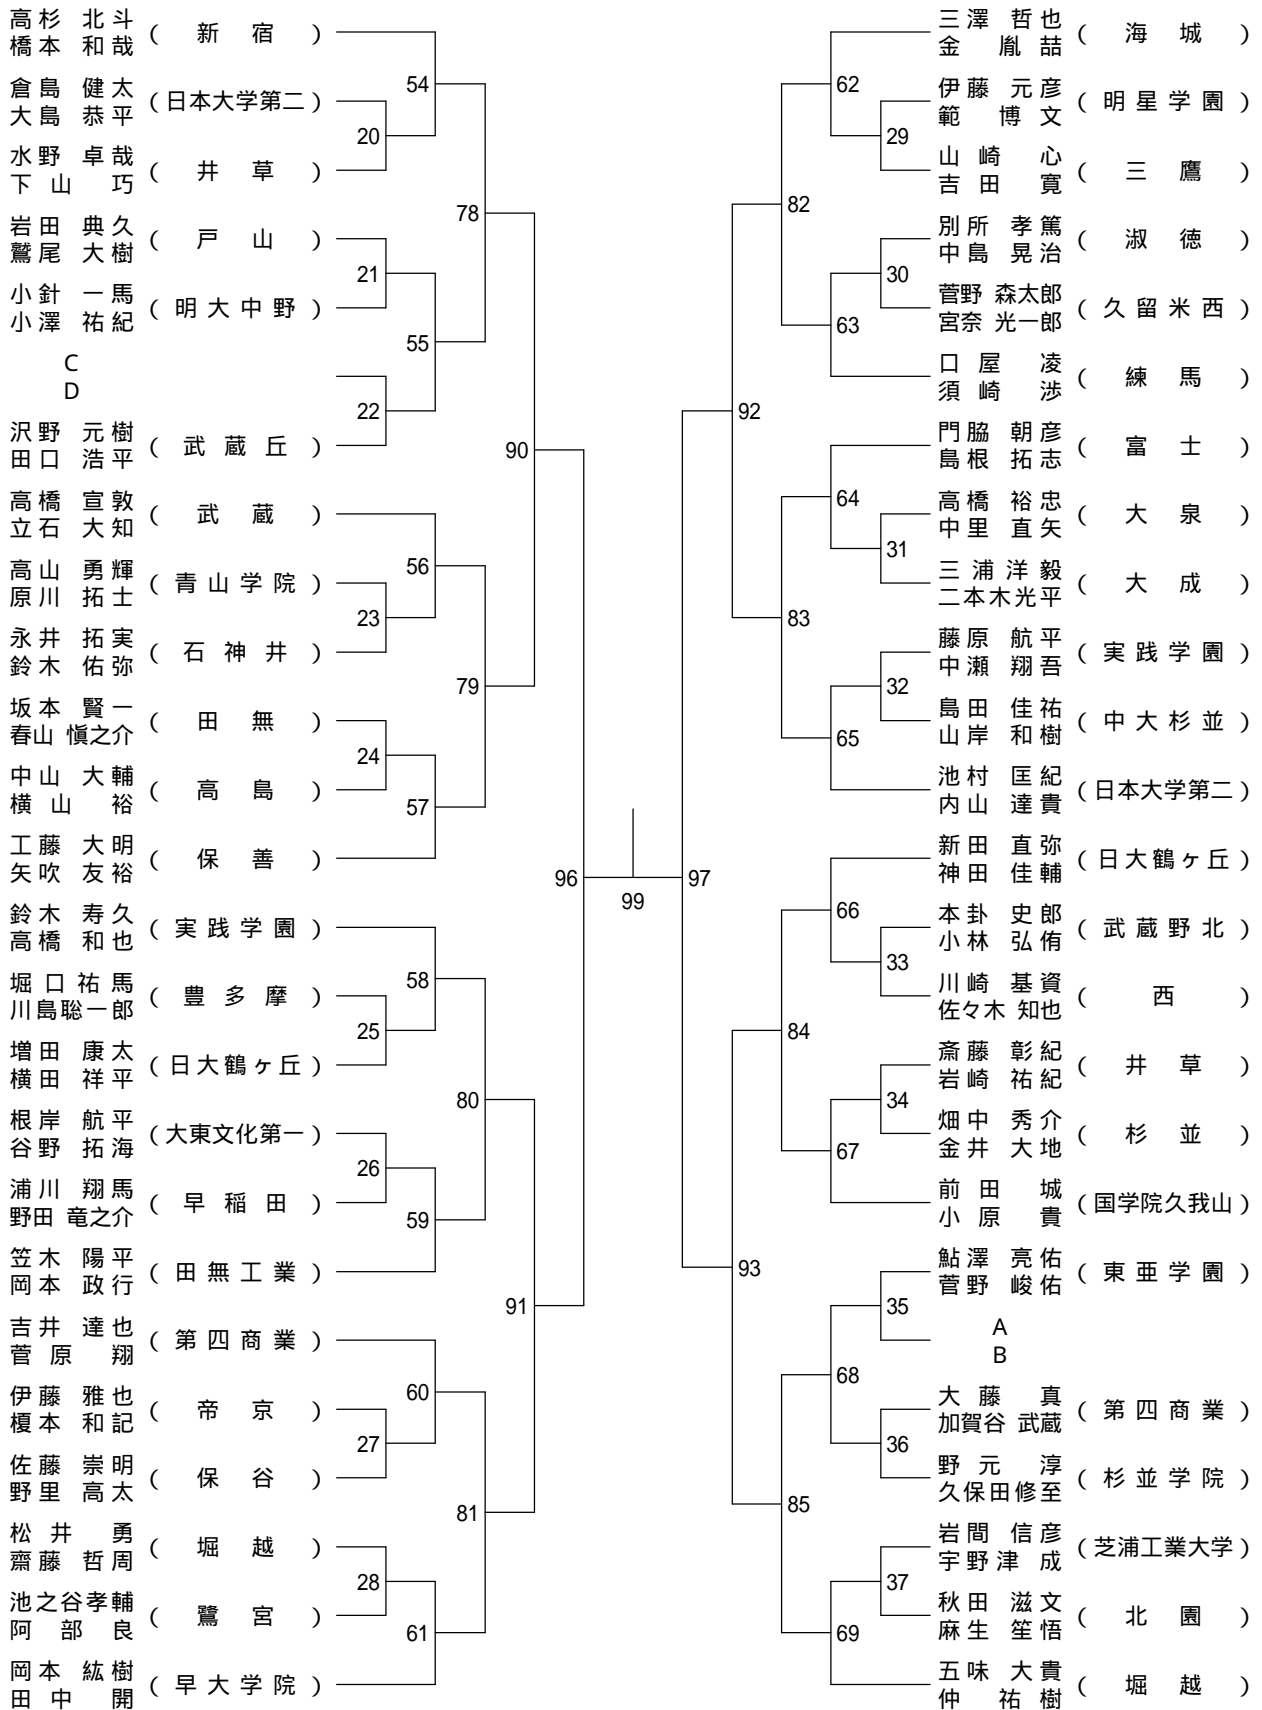 高杉 北斗
橋本 和哉
( 新宿 )
倉島 健太
大島 恭平
(日本大学第二)
水野 卓哉
下山 巧
( 井草 )
岩田 典久
鷲尾 大樹
( 戸山 )
小針 一馬
小澤 祐紀
( 明大中野 )
C
D
沢野 元樹
田口 浩平
( 武蔵丘 )
高橋 宣敦
立石 大知
( 武蔵 )
高山 勇輝
原川 拓士
( 青山学院 )
永井 拓実
鈴木 佑弥
( 石神井 )
坂本 賢一
春山 愼之介
( 田無 )
中山 大輔
横山 裕
( 高島 )
工藤 大明
矢吹 友裕
( 保善 )
鈴木 寿久
高橋 和也
( 実践学園 )
堀口祐馬
川島聡一郎
( 豊多摩 )
増田 康太
横田 祥平
( 日大鶴ヶ丘 )
根岸 航平
谷野 拓海
(大東文化第一)
浦川 翔馬
野田 竜之介
( 早稲田 )
笠木 陽平
岡本 政行
( 田無工業 )
吉井 達也
菅原 翔
( 第四商業 )
伊藤 雅也
榎本 和記
( 帝京 )
佐藤 崇明
野里 高太
( 保谷 )
松井 勇
齋藤 哲周
( 堀越 )
池之谷孝輔
阿部 良
( 鷺宮 )
岡本 紘樹
田中 開
( 早大学院 )
20
21
22
23
24
25
26
27
28
54
55
56
57
58
59
60
61
78
79
80
81
90
91
96
99
97
92
93
82
83
84
85
62
63
64
65
66
67
68
69
29
30
31
32
33
34
35
36
37
三澤 哲也
金 胤喆
( 海城 )
伊藤 元彦
範 博文
( 明星学園 )
山崎 心
吉田 寛
( 三鷹 )
別所 孝篤
中島 晃治
( 淑徳 )
菅野 森太郎
宮奈 光一郎
( 久留米西 )
口屋 凌
須崎 渉
( 練馬 )
門脇 朝彦
島根 拓志
( 富士 )
高橋 裕忠
中里 直矢
( 大泉 )
三浦洋毅
二本木光平
( 大成 )
藤原 航平
中瀬 翔吾
( 実践学園 )
島田 佳祐
山岸 和樹
( 中大杉並 )
池村 匡紀
内山 達貴
(日本大学第二)
新田 直弥
神田 佳輔
( 日大鶴ヶ丘 )
本卦 史郎
小林 弘侑
( 武蔵野北 )
川崎 基資
佐々木 知也
( 西 )
斎藤 彰紀
岩崎 祐紀
( 井草 )
畑中 秀介
金井 大地
( 杉並 )
前田 城
小原 貴
(国学院久我山)
鮎澤 亮佑
菅野 峻佑
( 東亜学園 )
A
B
大藤 真
加賀谷 武蔵
( 第四商業 )
野元 淳
久保田修至
( 杉並学院 )
岩間 信彦
宇野津 成
(芝浦工業大学)
秋田 滋文
麻生 笙悟
( 北園 )
五味 大貴
仲 祐樹
( 堀越 )